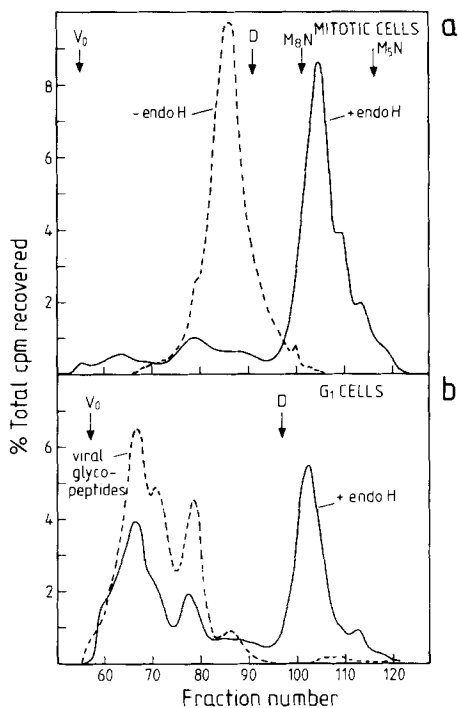 a
V₀
D
M₈N
MITOTIC CELLS
M₅N
8
- endo H
+ endo H
6
4
2
% Total cpm recovered
b
V₀
D
G₁ CELLS
viral
glyco-
peptides
+ endo H
6
4
2
60 70 80 90 100 110 120
Fraction number